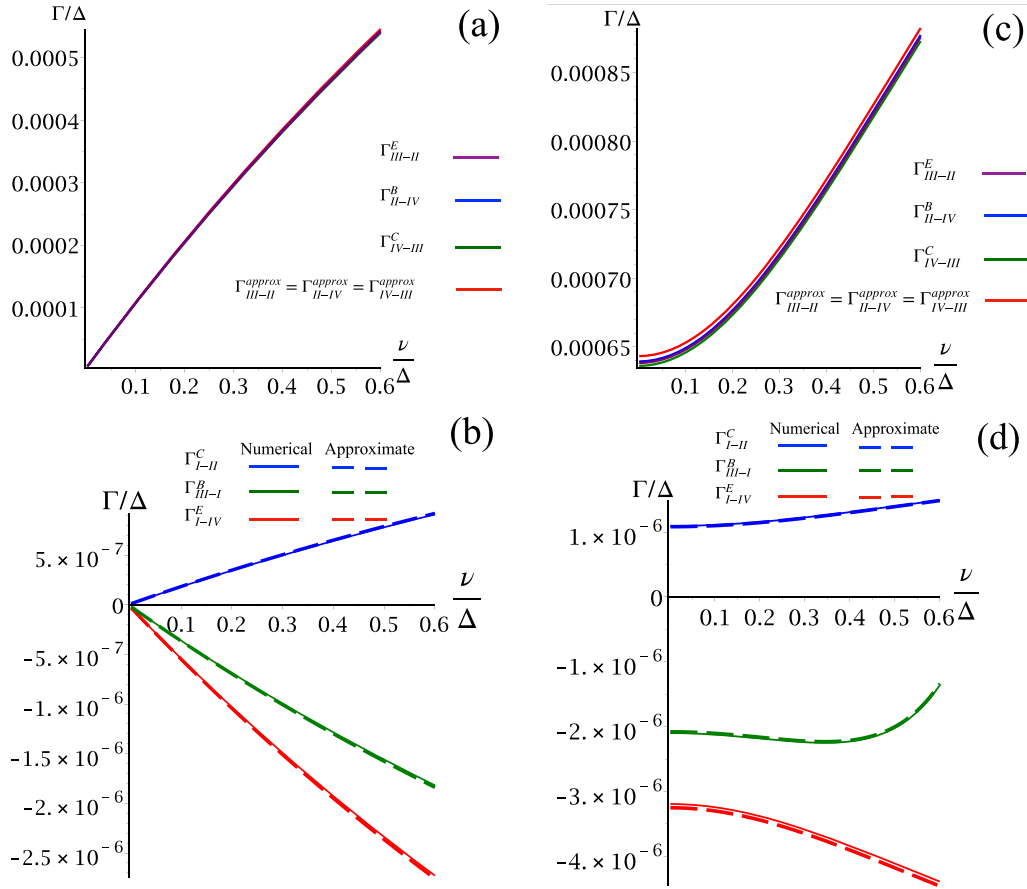 Γ/Δ
(a)
0.0005
0.0004
0.0003
0.0002
0.0001
Γ^E_{III–II}
Γ^B_{II–IV}
Γ^C_{IV–III}
Γ^{approx}_{III–II} = Γ^{approx}_{II–IV} = Γ^{approx}_{IV–III}
0.1 0.2 0.3 0.4 0.5 0.6
ν/Δ
Γ/Δ
(c)
0.00085
0.00080
0.00075
0.00070
0.00065
Γ^E_{III–II}
Γ^B_{II–IV}
Γ^C_{IV–III}
Γ^{approx}_{III–II} = Γ^{approx}_{II–IV} = Γ^{approx}_{IV–III}
0.1 0.2 0.3 0.4 0.5 0.6
ν/Δ
(b)
Numerical Approximate
Γ^C_{I–II}
Γ^B_{III–I}
Γ^E_{I–IV}
Γ/Δ
5. × 10^{–7}
0
–5. × 10^{–7}
–1. × 10^{–6}
–1.5 × 10^{–6}
–2. × 10^{–6}
–2.5 × 10^{–6}
0.1 0.2 0.3 0.4 0.5 0.6
ν/Δ
(d)
Numerical Approximate
Γ^C_{I–II}
Γ^B_{III–I}
Γ^E_{I–IV}
Γ/Δ
1. × 10^{–6}
0
–1. × 10^{–6}
–2. × 10^{–6}
–3. × 10^{–6}
–4. × 10^{–6}
0.1 0.2 0.3 0.4 0.5 0.6
ν/Δ